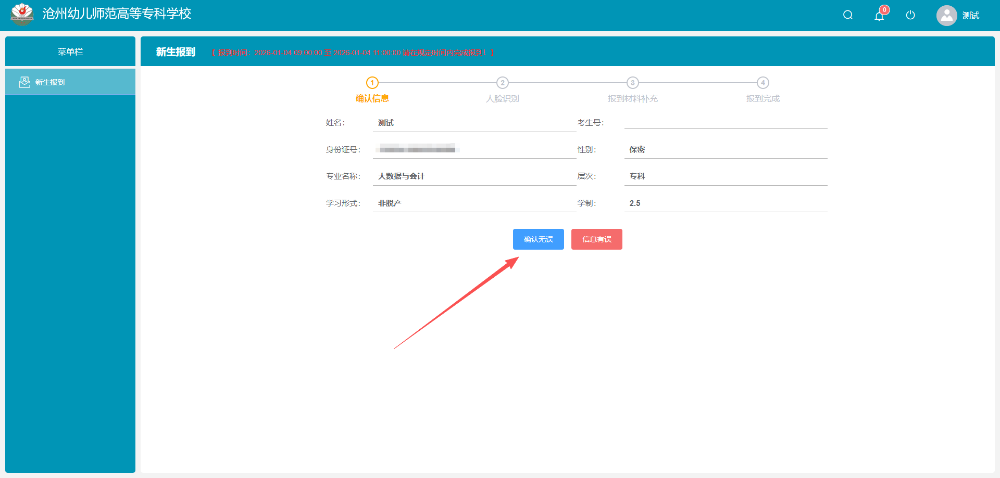 沧州幼儿师范高等专科学校
0
测试
菜单栏
新生报到
新生报到
【 报到时间：2026-01-04 09:00:00 至 2026-01-04 11:00:00 请在规定时间内完成报到！ 】
1 2 3 4
确认信息 人脸识别 报到材料补充 报到完成
姓名： 测试 考生号：
身份证号： 性别： 保密
专业名称： 大数据与会计 层次： 专科
学习形式： 非脱产 学制： 2.5
确认无误 信息有误